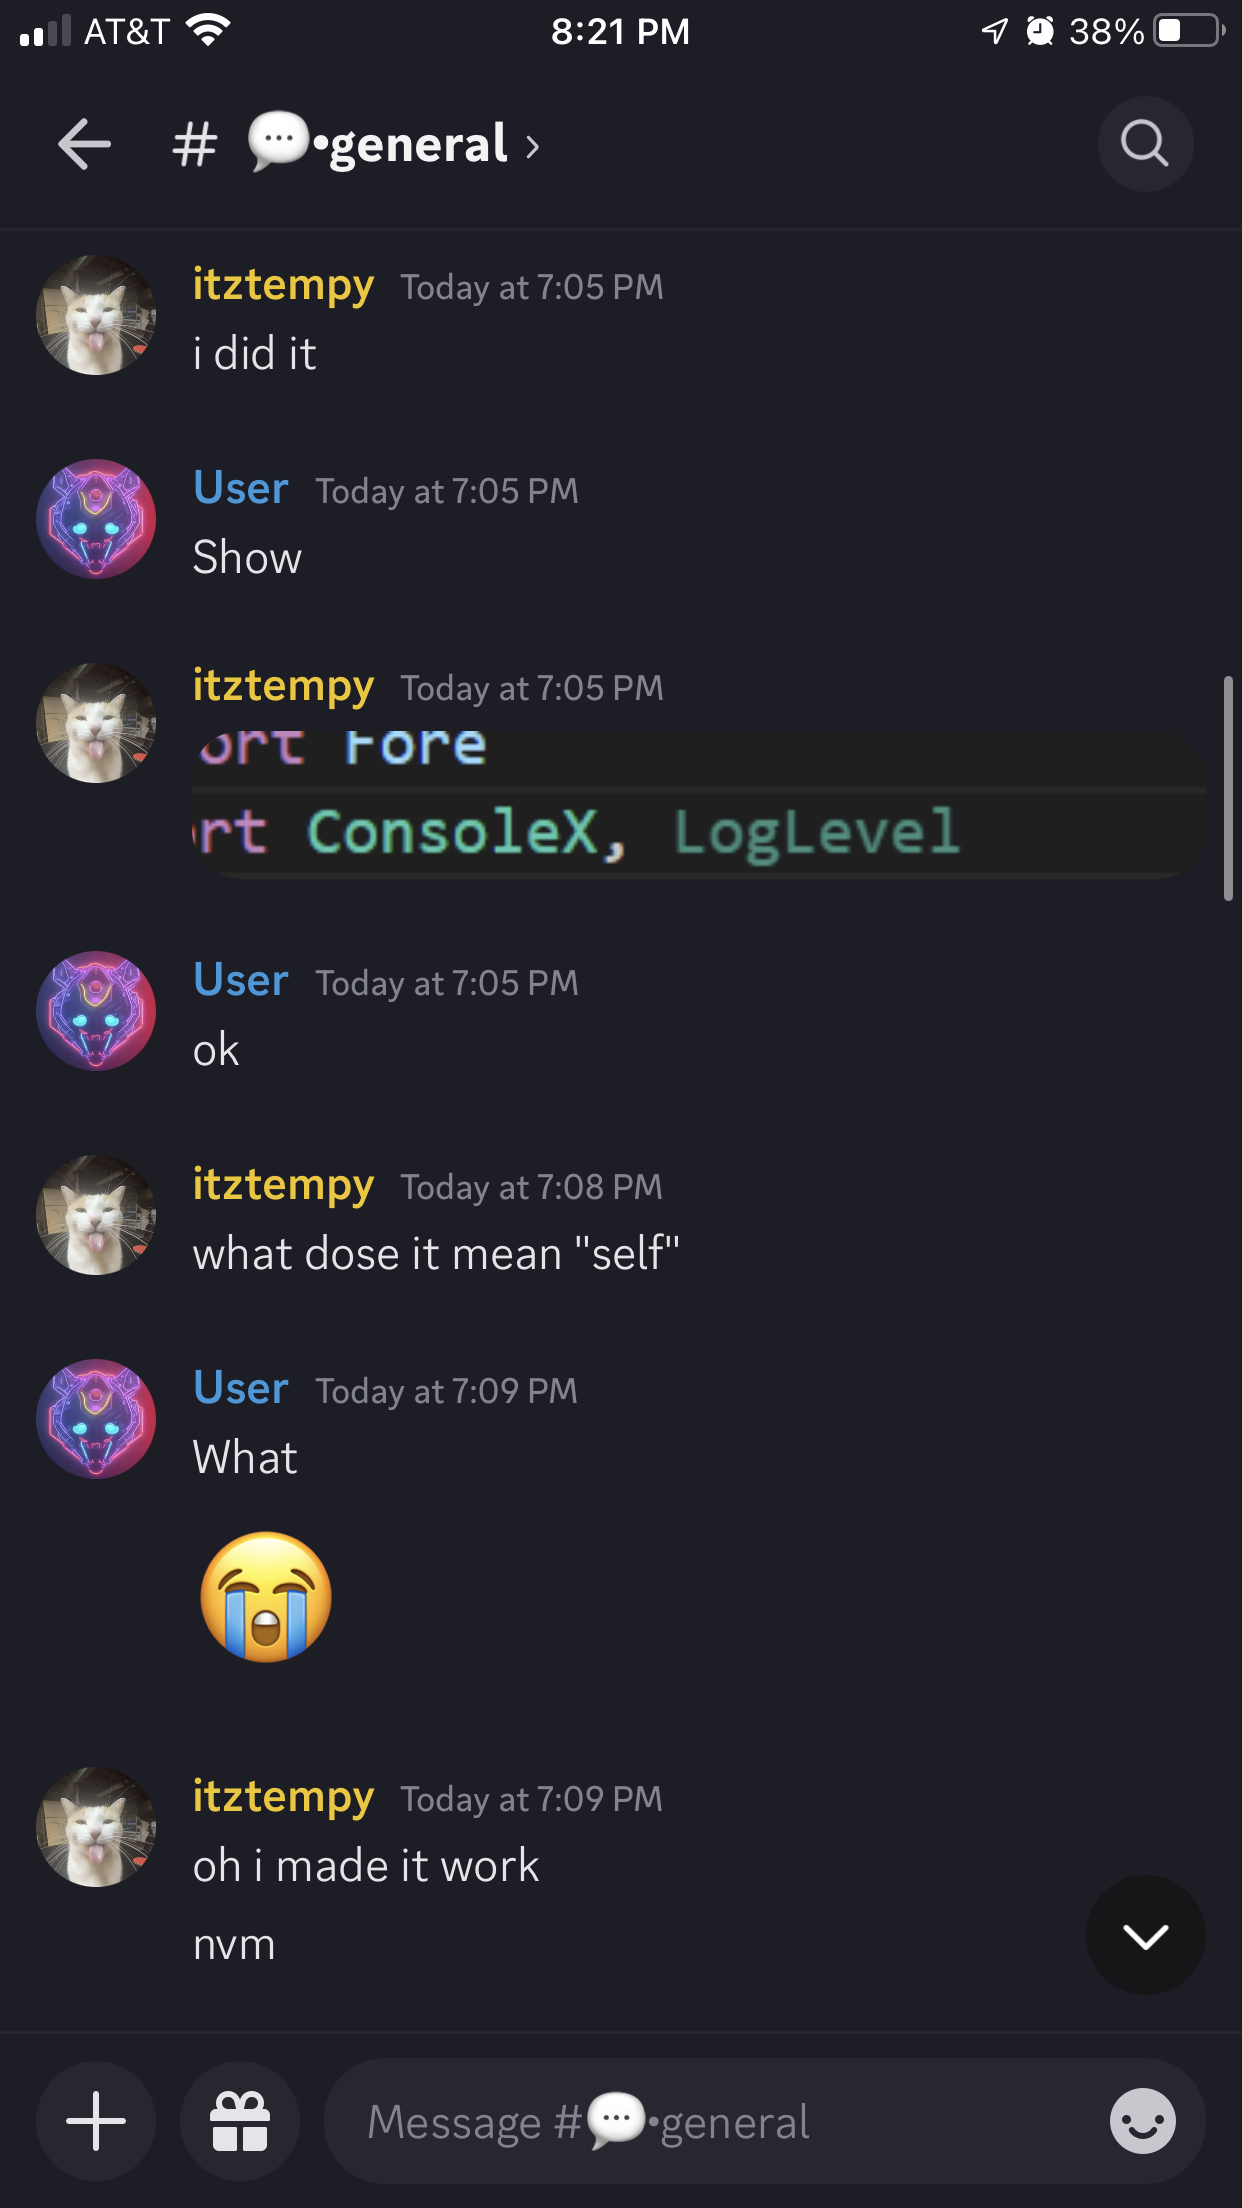 AT&T 8:21 PM 38%
# 💬•general ›
itztempy Today at 7:05 PM
i did it
User Today at 7:05 PM
Show
itztempy Today at 7:05 PM
ort Fore
rt ConsoleX, LogLevel
User Today at 7:05 PM
ok
itztempy Today at 7:08 PM
what dose it mean "self"
User Today at 7:09 PM
What
😭
itztempy Today at 7:09 PM
oh i made it work
nvm
Message #💬•general